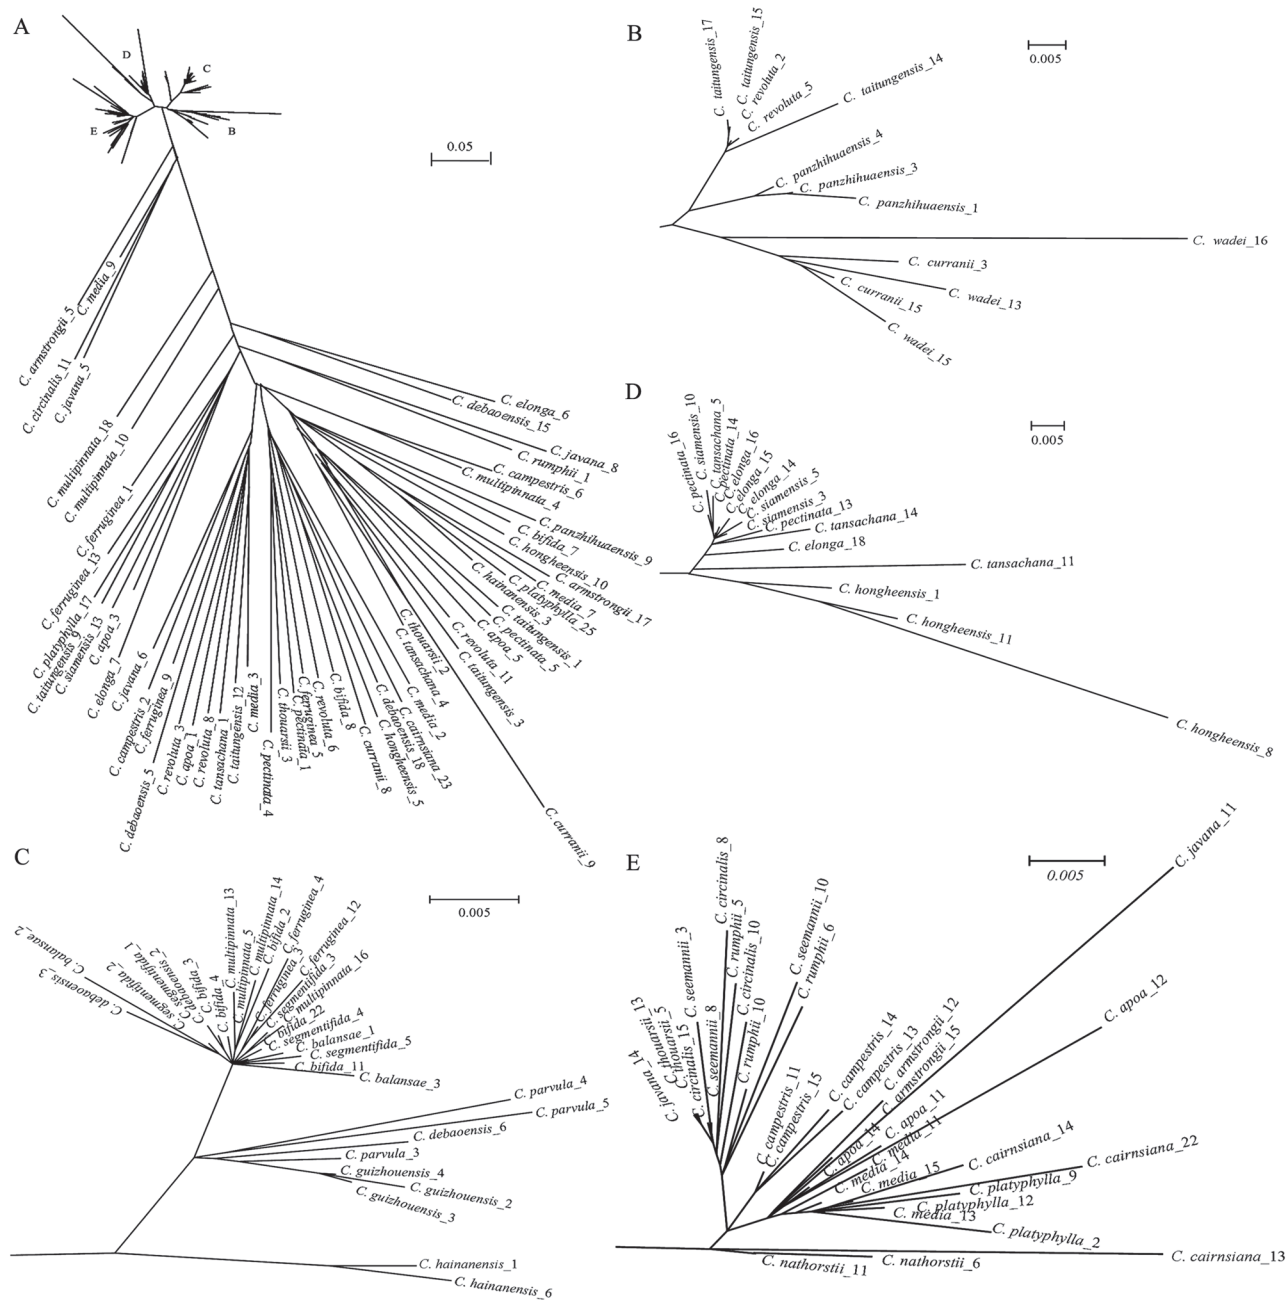 A
D
C
E
B
0.05
C. armstrongii_5
C. media_9
C. circinalis_11
C. javana_5
C. multipinnata_18
C. multipinnata_10
C. ferruginea_1
C. ferruginea_13
C. platyphylla_17
C. taitungensis_9
C. siamensis_13
C. apoa_3
C. elonga_7
C. javana_6
C. campestris_2
C. ferruginea_9
C. debaoensis_5
C. revoluta_3
C. apoa_1
C. revoluta_8
C. tansachana_1
C. taitungensis_12
C. media_3
C. pectinata_4
C. thouarsii_3
C. pectinata_1
C. ferruginea_5
C. revoluta_6
C. bifida_8
C. curranii_8
C. hongheensis_5
C. debaoensis_18
C. cairnsiana_23
C. media_2
C. tansachana_4
C. thouarsii_2
C. curranii_9
C. taitungensis_3
C. revoluta_11
C. apoa_5
C. pectinata_5
C. taitungensis_1
C. hainanensis_3
C. platyphylla_25
C. media_7
C. armstrongii_17
C. hongheensis_10
C. bifida_7
C. panzhihuaensis_9
C. multipinnata_4
C. campestris_6
C. rumphii_1
C. javana_8
C. debaoensis_15
C. elonga_6
B
0.005
C. taitungensis_17
C. taitungensis_15
C. revoluta_2
C. revoluta_5
C. taitungensis_14
C. panzhihuaensis_4
C. panzhihuaensis_3
C. panzhihuaensis_1
C. wadei_16
C. curranii_3
C. wadei_13
C. curranii_15
C. wadei_15
D
0.005
C. pectinata_16
C. siamensis_10
C. tansachana_5
C. pectinata_14
C. elonga_16
C. elonga_15
C. elonga_14
C. siamensis_5
C. siamensis_3
C. pectinata_13
C. tansachana_14
C. elonga_18
C. tansachana_11
C. hongheensis_1
C. hongheensis_11
C. hongheensis_8
C
0.005
C. balansae_2
C. debaoensis_3
C. segmentifida_2
C. segmentifida_1
C. debaoensis_2
C. bifida_3
C. bifida_4
C. multipinnata_13
C. multipinnata_5
C. multipinnata_14
C. bifida_2
C. ferruginea_4
C. ferruginea_3
C. ferruginea_12
C. segmentifida_3
C. multipinnata_16
C. bifida_22
C. segmentifida_4
C. balansae_1
C. segmentifida_5
C. bifida_11
C. balansae_3
C. parvula_4
C. parvula_5
C. debaoensis_6
C. parvula_3
C. guizhouensis_4
C. guizhouensis_2
C. guizhouensis_3
C. hainanensis_1
C. hainanensis_6
E
0.005
C. javana_14
C. thouarsii_13
C. thouarsii_5
C. circinalis_15
C. seemannii_3
C. seemannii_8
C. circinalis_8
C. rumphii_5
C. circinalis_10
C. rumphii_10
C. seemannii_10
C. rumphii_6
C. campestris_11
C. campestris_15
C. campestris_14
C. campestris_13
C. armstrongii_12
C. armstrongii_15
C. javana_11
C. apoa_12
C. apoa_14
C. apoa_11
C. media_11
C. media_14
C. media_15
C. cairnsiana_14
C. cairnsiana_22
C. platyphylla_9
C. platyphylla_12
C. media_13
C. platyphylla_2
C. cairnsiana_13
C. nathorstii_6
C. nathorstii_11